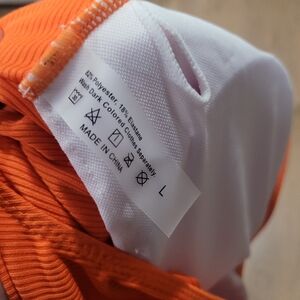 82% Polyester, 18% Elastane
Wash Dark Colored Clothes Separately.
MADE IN CHINA
L